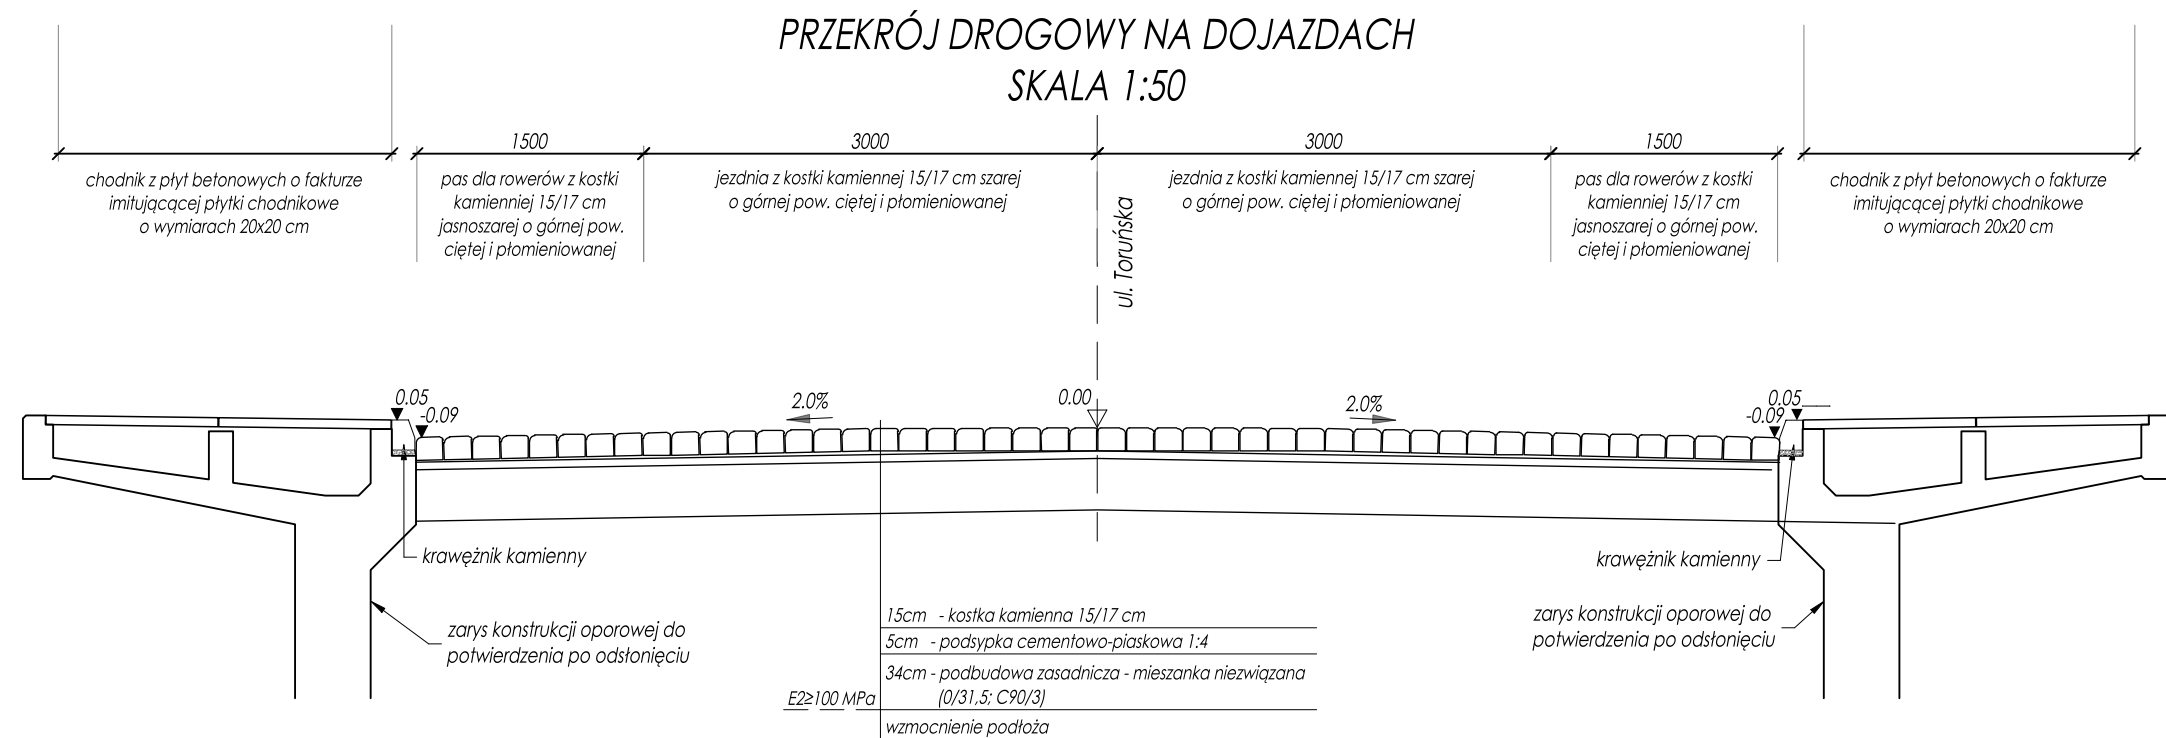 PRZEKRÓJ DROGOWY NA DOJAZDACH
SKALA 1:50
1500
3000
3000
1500
chodnik z płyt betonowych o fakturze
imitującącej płytki chodnikowe
o wymiarach 20x20 cm
pas dla rowerów z kostki
kamienniej 15/17 cm
jasnoszarej o górnej pow.
ciętej i płomieniowanej
jezdnia z kostki kamiennej 15/17 cm szarej
o górnej pow. ciętej i płomieniowanej
ul. Toruńska
jezdnia z kostki kamiennej 15/17 cm szarej
o górnej pow. ciętej i płomieniowanej
pas dla rowerów z kostki
kamienniej 15/17 cm
jasnoszarej o górnej pow.
ciętej i płomieniowanej
chodnik z płyt betonowych o fakturze
imitującącej płytki chodnikowe
o wymiarach 20x20 cm
0.05
-0.09
2.0%
0.00
2.0%
0.05
-0.09
krawężnik kamienny
krawężnik kamienny
zarys konstrukcji oporowej do
potwierdzenia po odsłonięciu
zarys konstrukcji oporowej do
potwierdzenia po odsłonięciu
15cm - kostka kamienna 15/17 cm
5cm - podsypka cementowo-piaskowa 1:4
34cm - podbudowa zasadnicza - mieszanka niezwiązana
(0/31,5; C90/3)
E2≥100 MPa
wzmocnienie podłoża